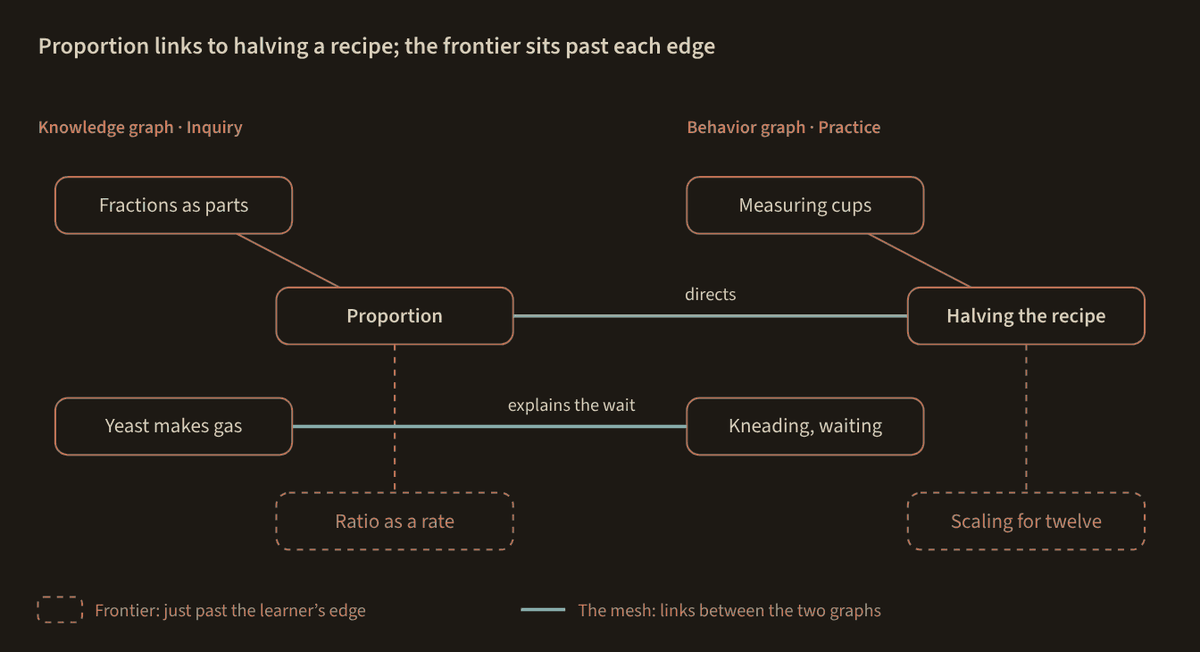 Proportion links to halving a recipe; the frontier sits past each edge
Knowledge graph · Inquiry
Behavior graph · Practice
Fractions as parts
Measuring cups
directs
Proportion
Halving the recipe
explains the wait
Yeast makes gas
Kneading, waiting
Ratio as a rate
Scaling for twelve
Frontier: just past the learner’s edge
The mesh: links between the two graphs